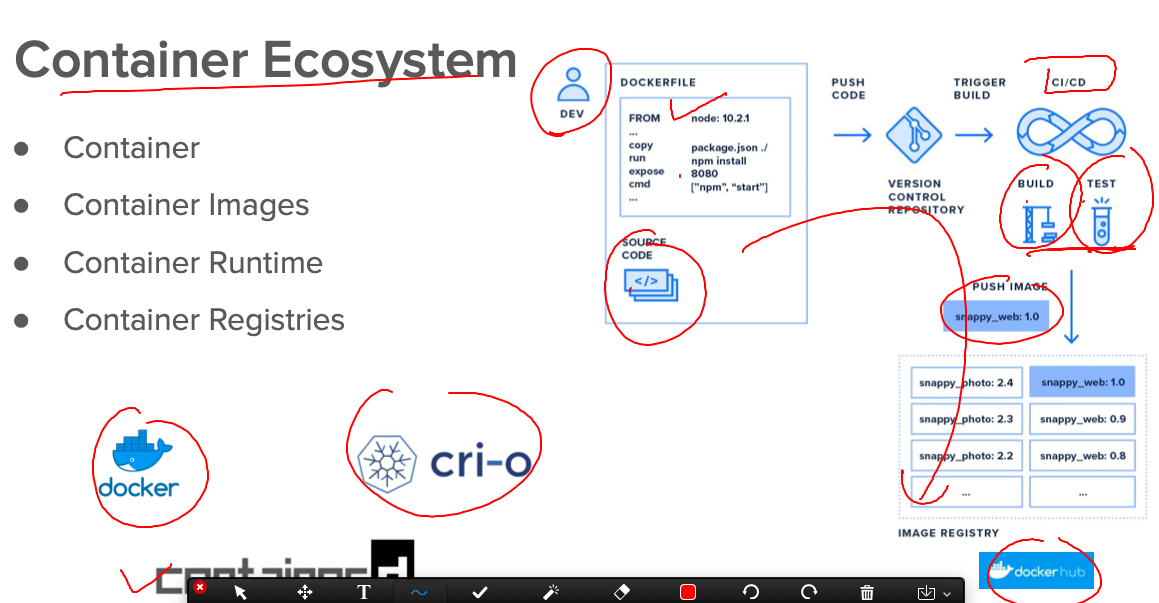 Container Ecosystem
● Container
● Container Images
● Container Runtime
● Container Registries
docker
cri-o
containerd
DEV
DOCKERFILE
FROM node: 10.2.1
...
copy package.json ./
run npm install
expose 8080
cmd ["npm", “start”]
...
SOURCE
CODE
</>
PUSH
CODE
VERSION
CONTROL
REPOSITORY
TRIGGER
BUILD
CI/CD
BUILD
TEST
PUSH IMAGE
snappy_web: 1.0
snappy_photo: 2.4 snappy_web: 1.0
snappy_photo: 2.3 snappy_web: 0.9
snappy_photo: 2.2 snappy_web: 0.8
... ...
IMAGE REGISTRY
dockerhub
T